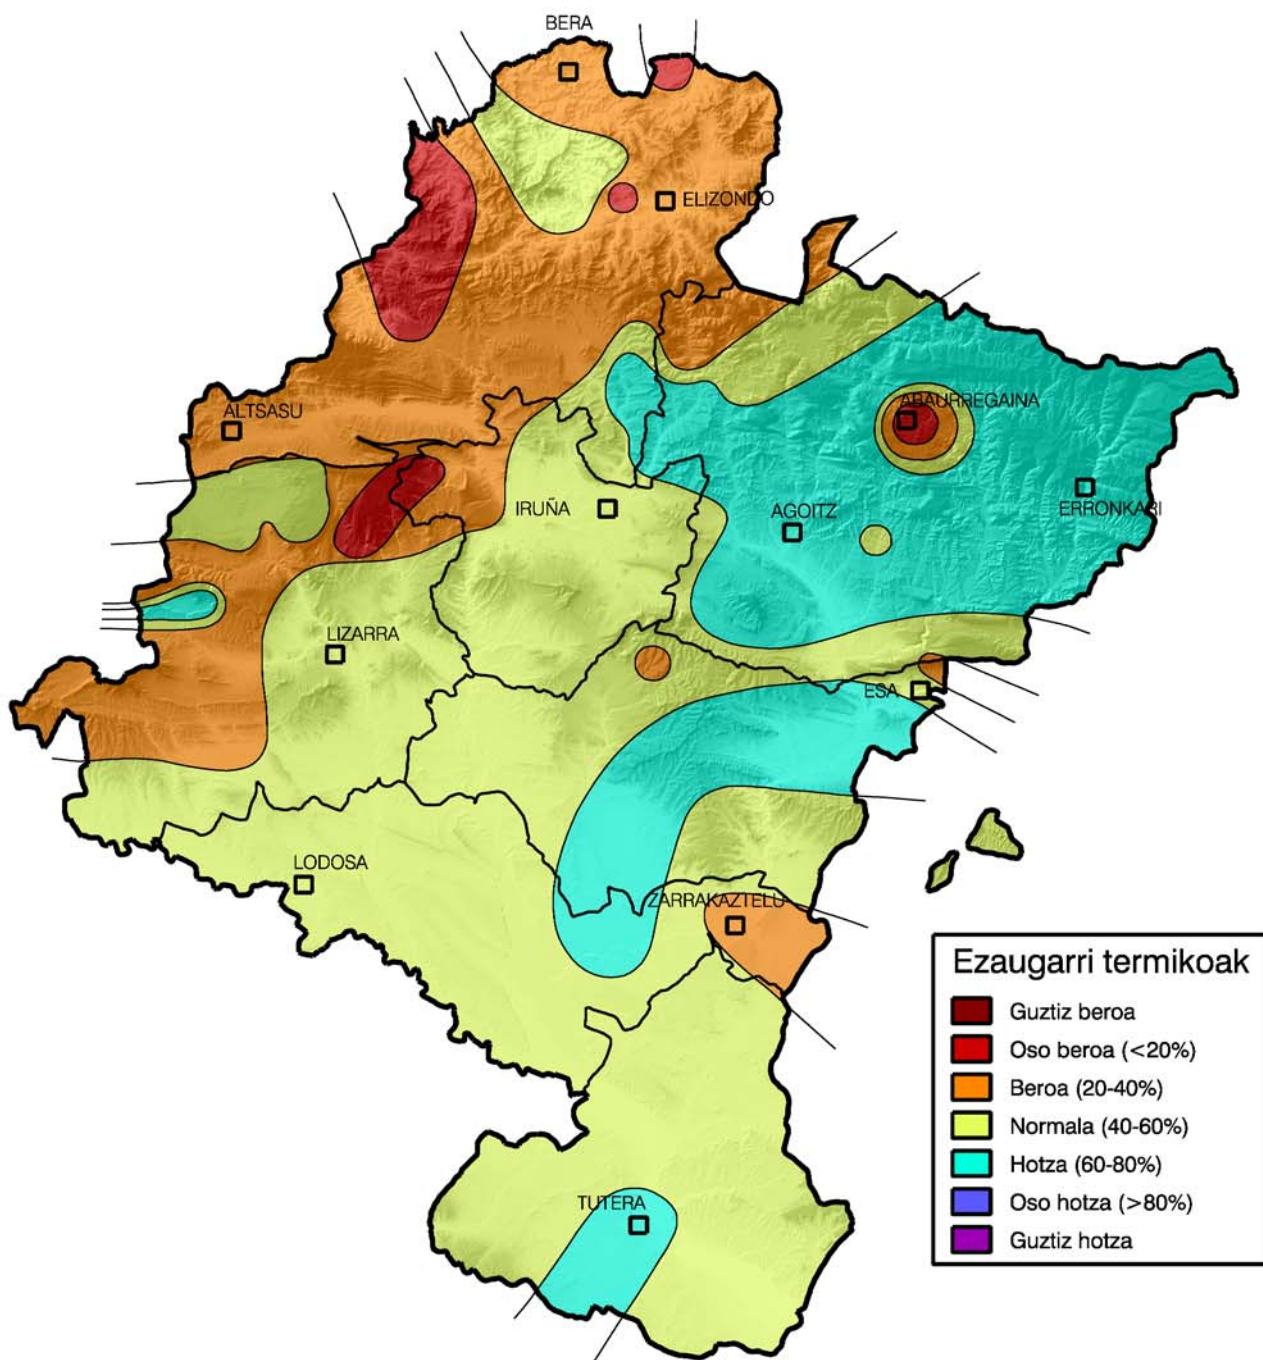 BERA
ELIZONDO
ALTSASU
ABAURREGAINA
IRUÑA
AGOITZ
ERRONKARI
LIZARRA
ESA
LODOSA
ZARRAKAZTELU
TUTERA
Ezaugarri termikoak
Guztiz beroa
Oso beroa (<20%)
Beroa (20-40%)
Normala (40-60%)
Hotza (60-80%)
Oso hotza (>80%)
Guztiz hotza